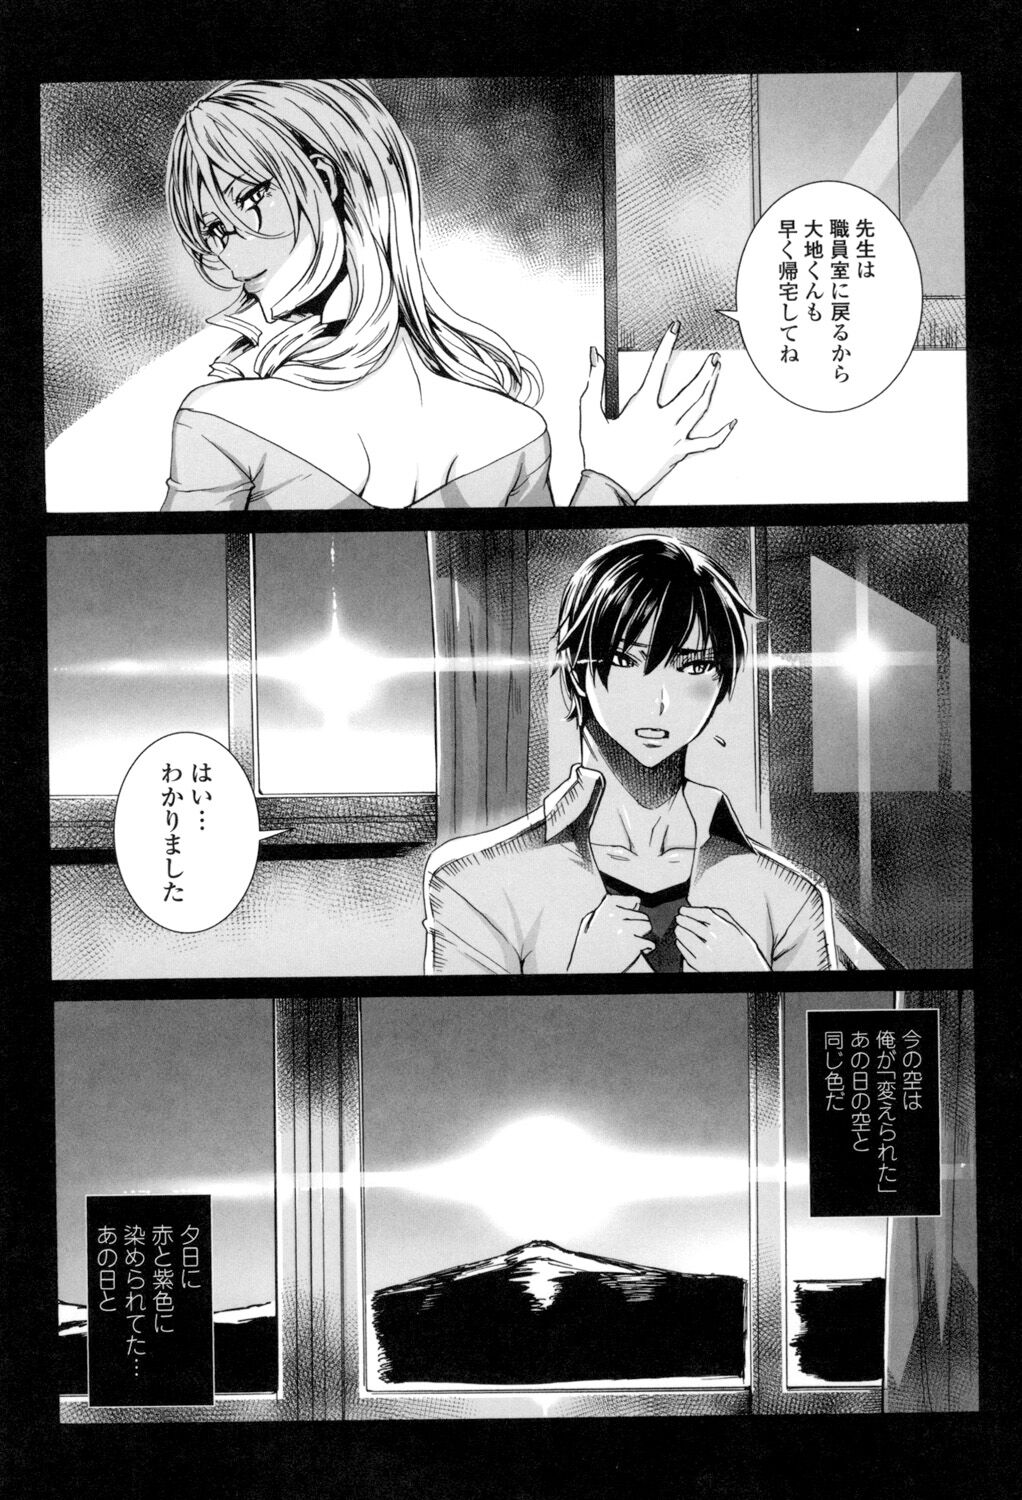 先生は
職員室に戻るから
大地くんも
早く帰宅してね
はい…
わかりました
今の空は
俺が「変えられた」
あの日の空と
同じ色だ
夕日に
赤と紫色に
染められてた…
あの日と